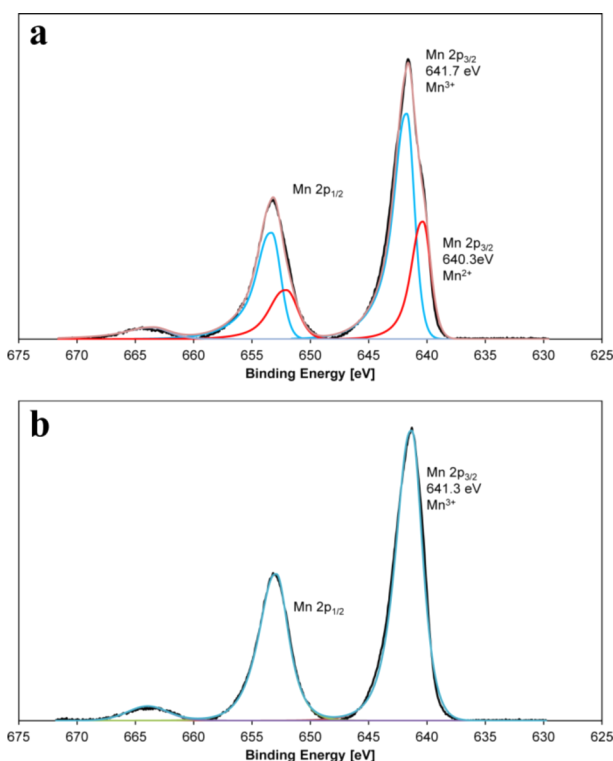 a
Mn 2p3/2
641.7 eV
Mn3+
Mn 2p1/2
Mn 2p3/2
640.3eV
Mn2+
675 670 665 660 655 650 645 640 635 630 625
Binding Energy [eV]
b
Mn 2p3/2
641.3 eV
Mn3+
Mn 2p1/2
675 670 665 660 655 650 645 640 635 630 625
Binding Energy [eV]